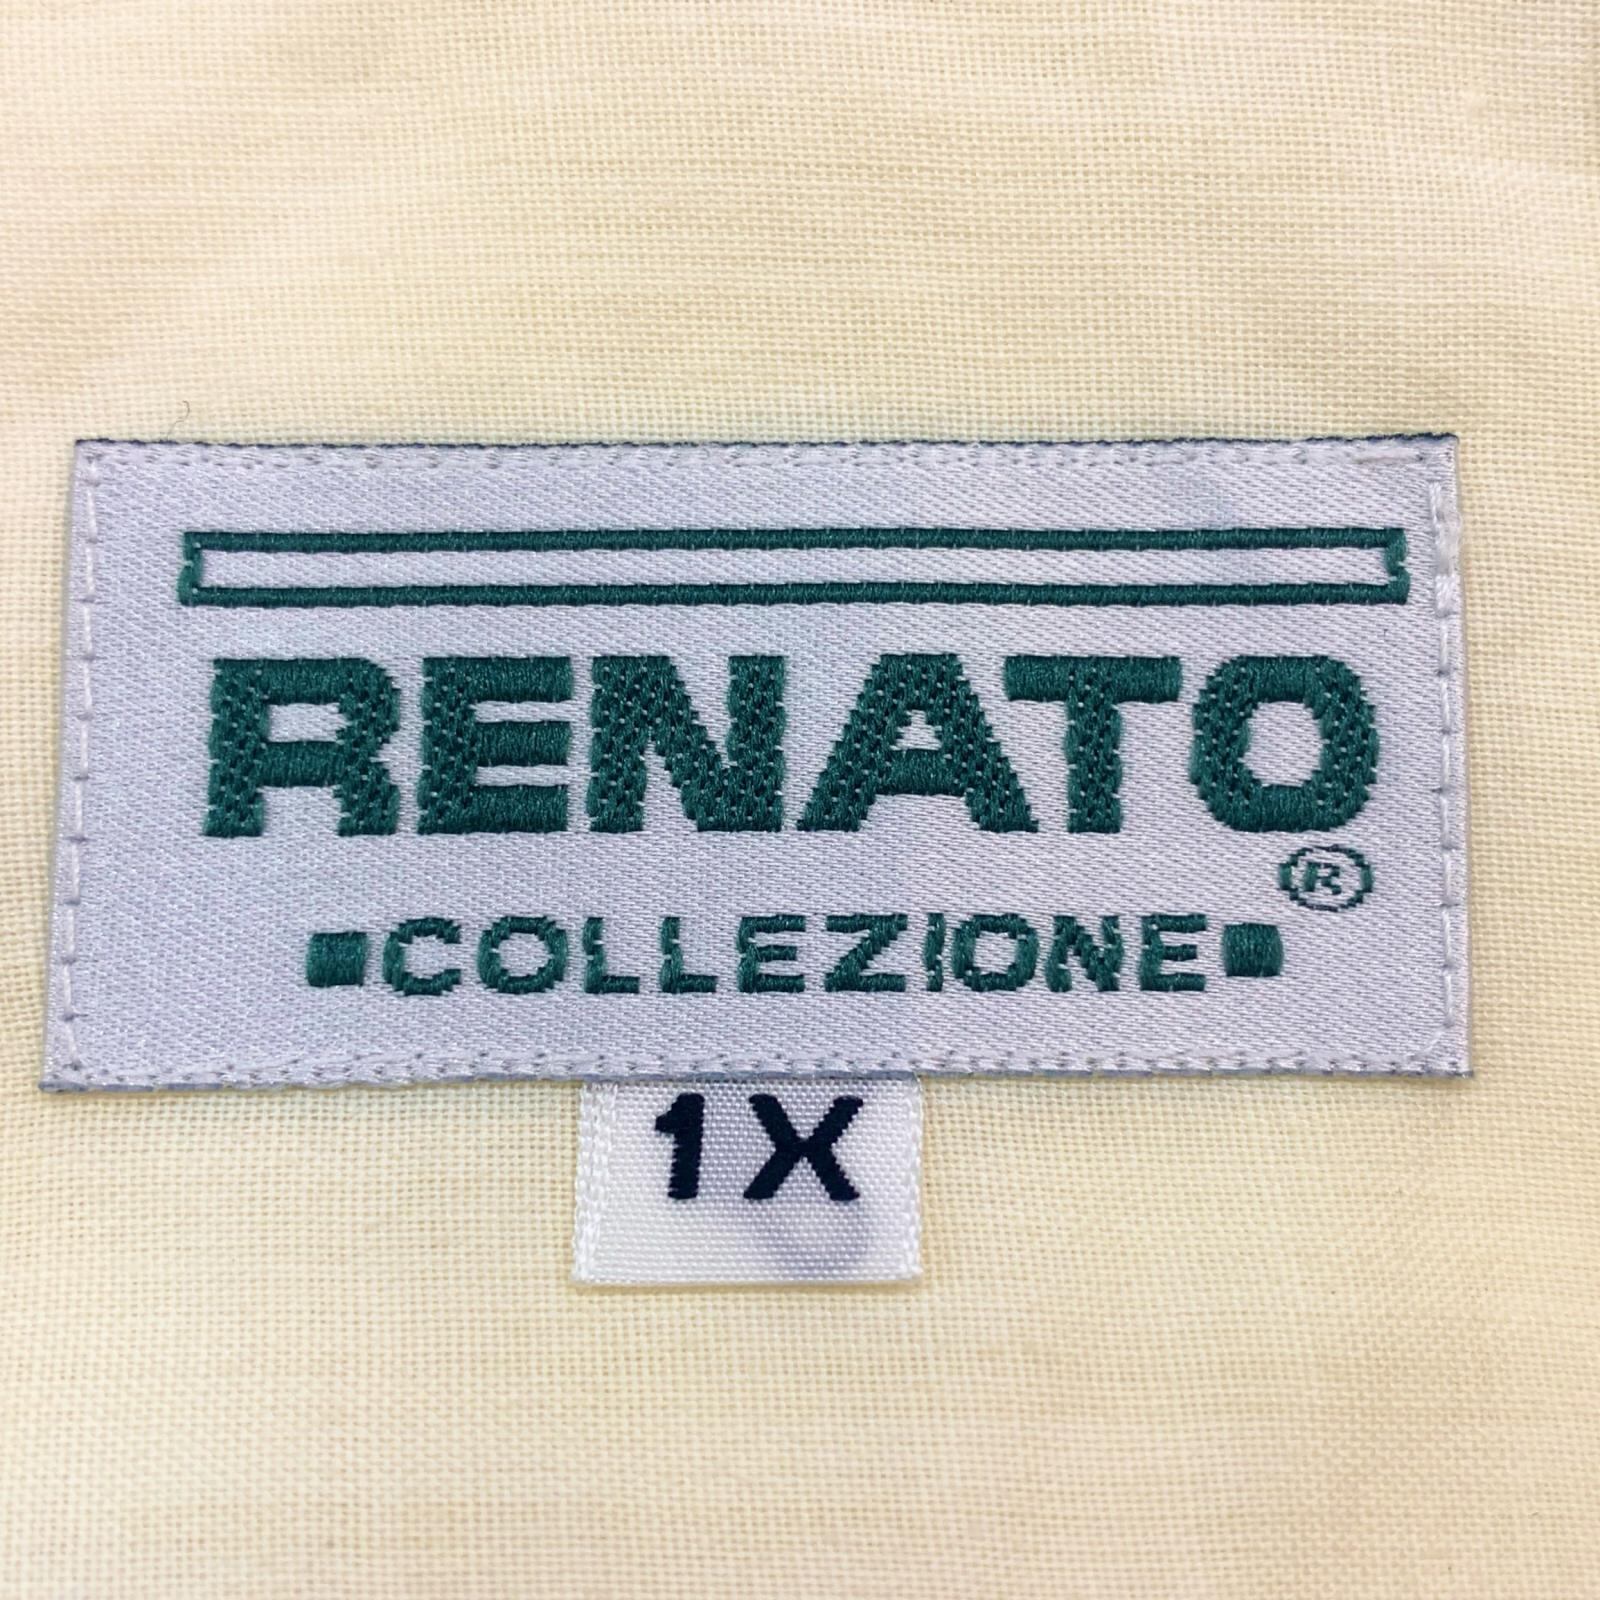 RENATO
®
▪COLLEZIONE▪
1X